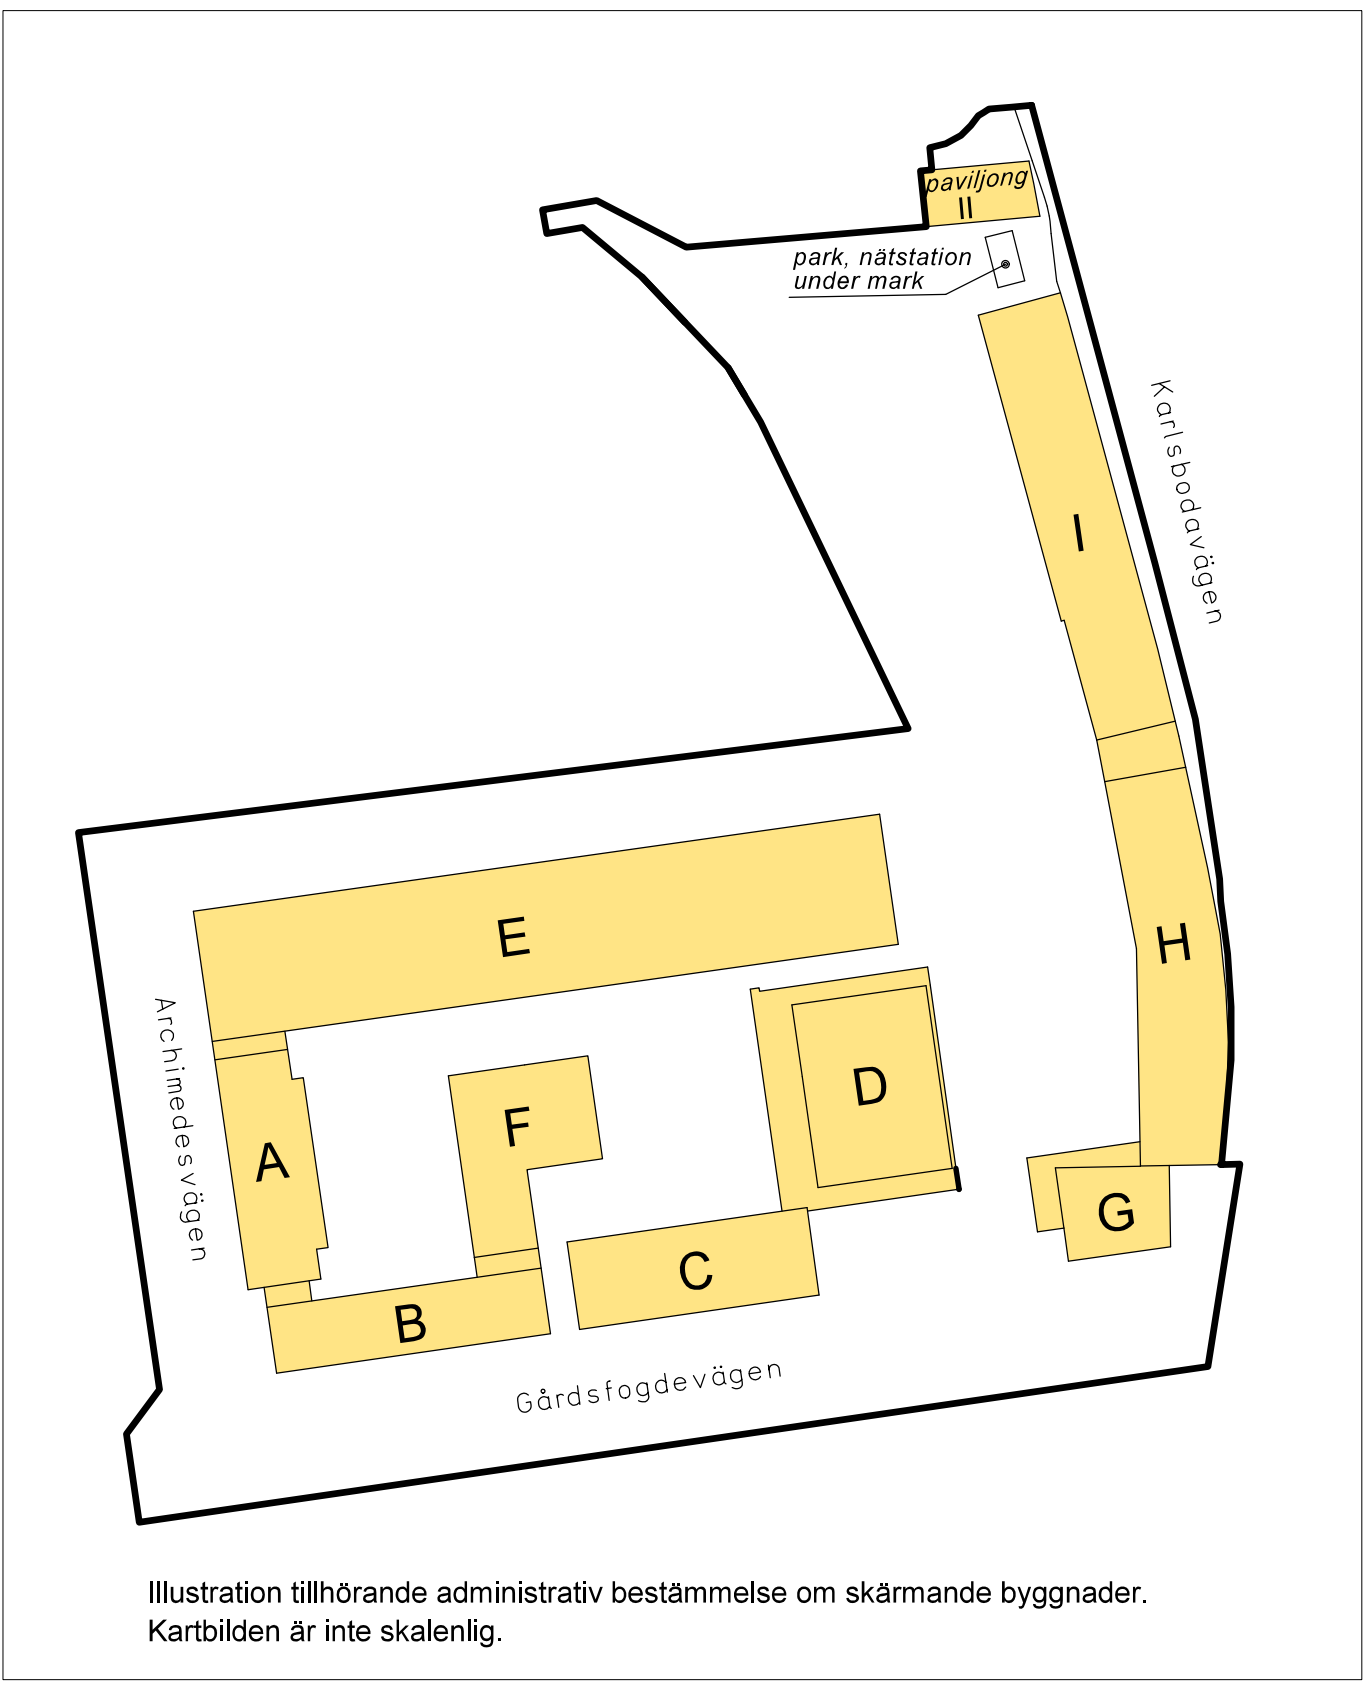 paviljong
II
park, nätstation
under mark
Karlsbodavägen
I
H
E
D
F
A
G
C
B
Archimedesvägen
Gårdsfogdevägen
Illustration tillhörande administrativ bestämmelse om skärmande byggnader.
Kartbilden är inte skalenlig.